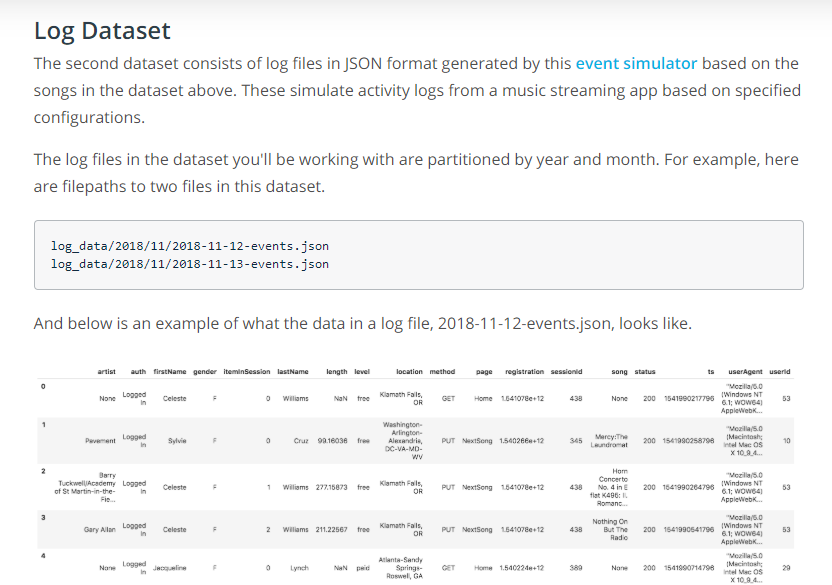 Log Dataset
The second dataset consists of log files in JSON format generated by this event simulator based on the
songs in the dataset above. These simulate activity logs from a music streaming app based on specified
configurations.
The log files in the dataset you'll be working with are partitioned by year and month. For example, here
are filepaths to two files in this dataset.
log_data/2018/11/2018-11-12-events.json
log_data/2018/11/2018-11-13-events.json
And below is an example of what the data in a log file, 2018-11-12-events.json, looks like.
artist auth firstName gender itemInSession lastName length level location method page registration sessionId song status ts userAgent userId
0 None Logged In Celeste F 0 Williams NaN free Klamath Falls, OR GET Home 1.541078e+12 438 None 200 1541990217796 "Mozilla/5.0 (Windows NT 6.1; WOW64) AppleWebK... 53
1 Pavement Logged In Sylvie F 0 Cruz 99.16036 free Washington-Arlington-Alexandria, DC-VA-MD-WV PUT NextSong 1.540266e+12 345 Mercy:The Laundromat 200 1541990258796 "Mozilla/5.0 (Macintosh; Intel Mac OS X 10_9_4... 10
2 Barry Tuckwell/Academy of St Martin-in-the-Fie... Logged In Celeste F 1 Williams 277.15873 free Klamath Falls, OR PUT NextSong 1.541078e+12 438 Horn Concerto No. 4 in E flat K495: II. Romanc... 200 1541990264796 "Mozilla/5.0 (Windows NT 6.1; WOW64) AppleWebK... 53
3 Gary Allan Logged In Celeste F 2 Williams 211.22567 free Klamath Falls, OR PUT NextSong 1.541078e+12 438 Nothing On But The Radio 200 1541990541796 "Mozilla/5.0 (Windows NT 6.1; WOW64) AppleWebK... 53
4 None Logged In Jacqueline F 0 Lynch NaN paid Atlanta-Sandy Springs-Roswell, GA GET Home 1.540224e+12 389 None 200 1541990714796 "Mozilla/5.0 (Macintosh; Intel Mac OS X 10_9_4... 29